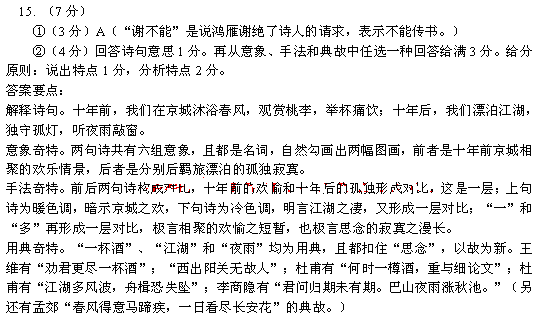 15. （7分）
①（3分）A（“谢不能”是说鸿雁谢绝了诗人的请求，表示不能传书。）
②（4分）回答诗句意思1分。再从意象、手法和典故中任选一种回答给满3分。给分
原则：说出特点1分，分析特点2分。
答案要点：
解释诗句。十年前，我们在京城沐浴春风，观赏桃李，举杯痛饮；十年后，我们漂泊江湖，
独守孤灯，听夜雨敲窗。
意象奇特。两句诗共有六组意象，且都是名词，自然勾画出两幅图画，前者是十年前京城相
聚的欢乐情景，后者是分别后羁旅漂泊的孤独寂寞。
手法奇特。前后两句诗构成对比，十年前的欢愉和十年后的孤独形成对比，这是一层；上句
诗为暖色调，暗示京城之欢，下句诗为冷色调，明言江湖之凄，又形成一层对比；“一”和
“多”再形成一层对比，极言相聚的欢愉之短暂，也极言思念的寂寞之漫长。
用典奇特。“一杯酒”、“江湖”和“夜雨”均为用典，且都扣住“思念”，以故为新。王
维有“劝君更尽一杯酒”；“西出阳关无故人”；杜甫有“何时一樽酒，重与细论文”；杜
甫有“江湖多风波，舟楫恐失坠”；李商隐有“君问归期未有期。巴山夜雨涨秋池。”（另
还有孟郊“春风得意马蹄疾，一日看尽长安花”的典故。）